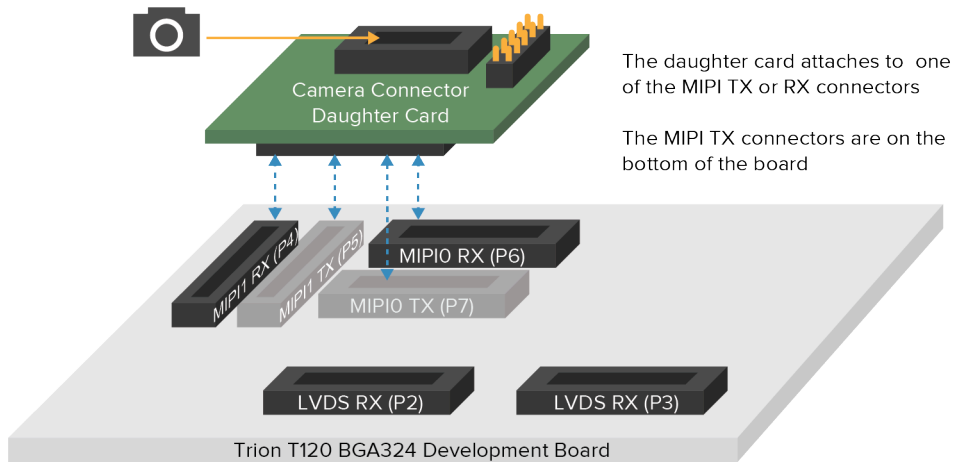 The daughter card attaches to one
of the MIPI TX or RX connectors
The MIPI TX connectors are on the
bottom of the board
Camera Connector
Daughter Card
MIPI1 RX (P4)
MIPI1 TX (P5)
MIPI0 RX (P6)
MIPI0 TX (P7)
LVDS RX (P2)
LVDS RX (P3)
Trion T120 BGA324 Development Board